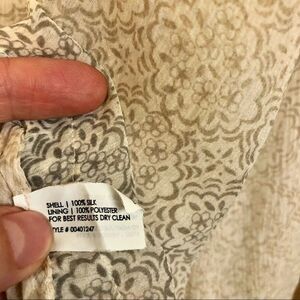 SHELL | 100% SILK
LINING | 100% POLYESTER
FOR BEST RESULTS DRY CLEAN
STYLE # 00401247